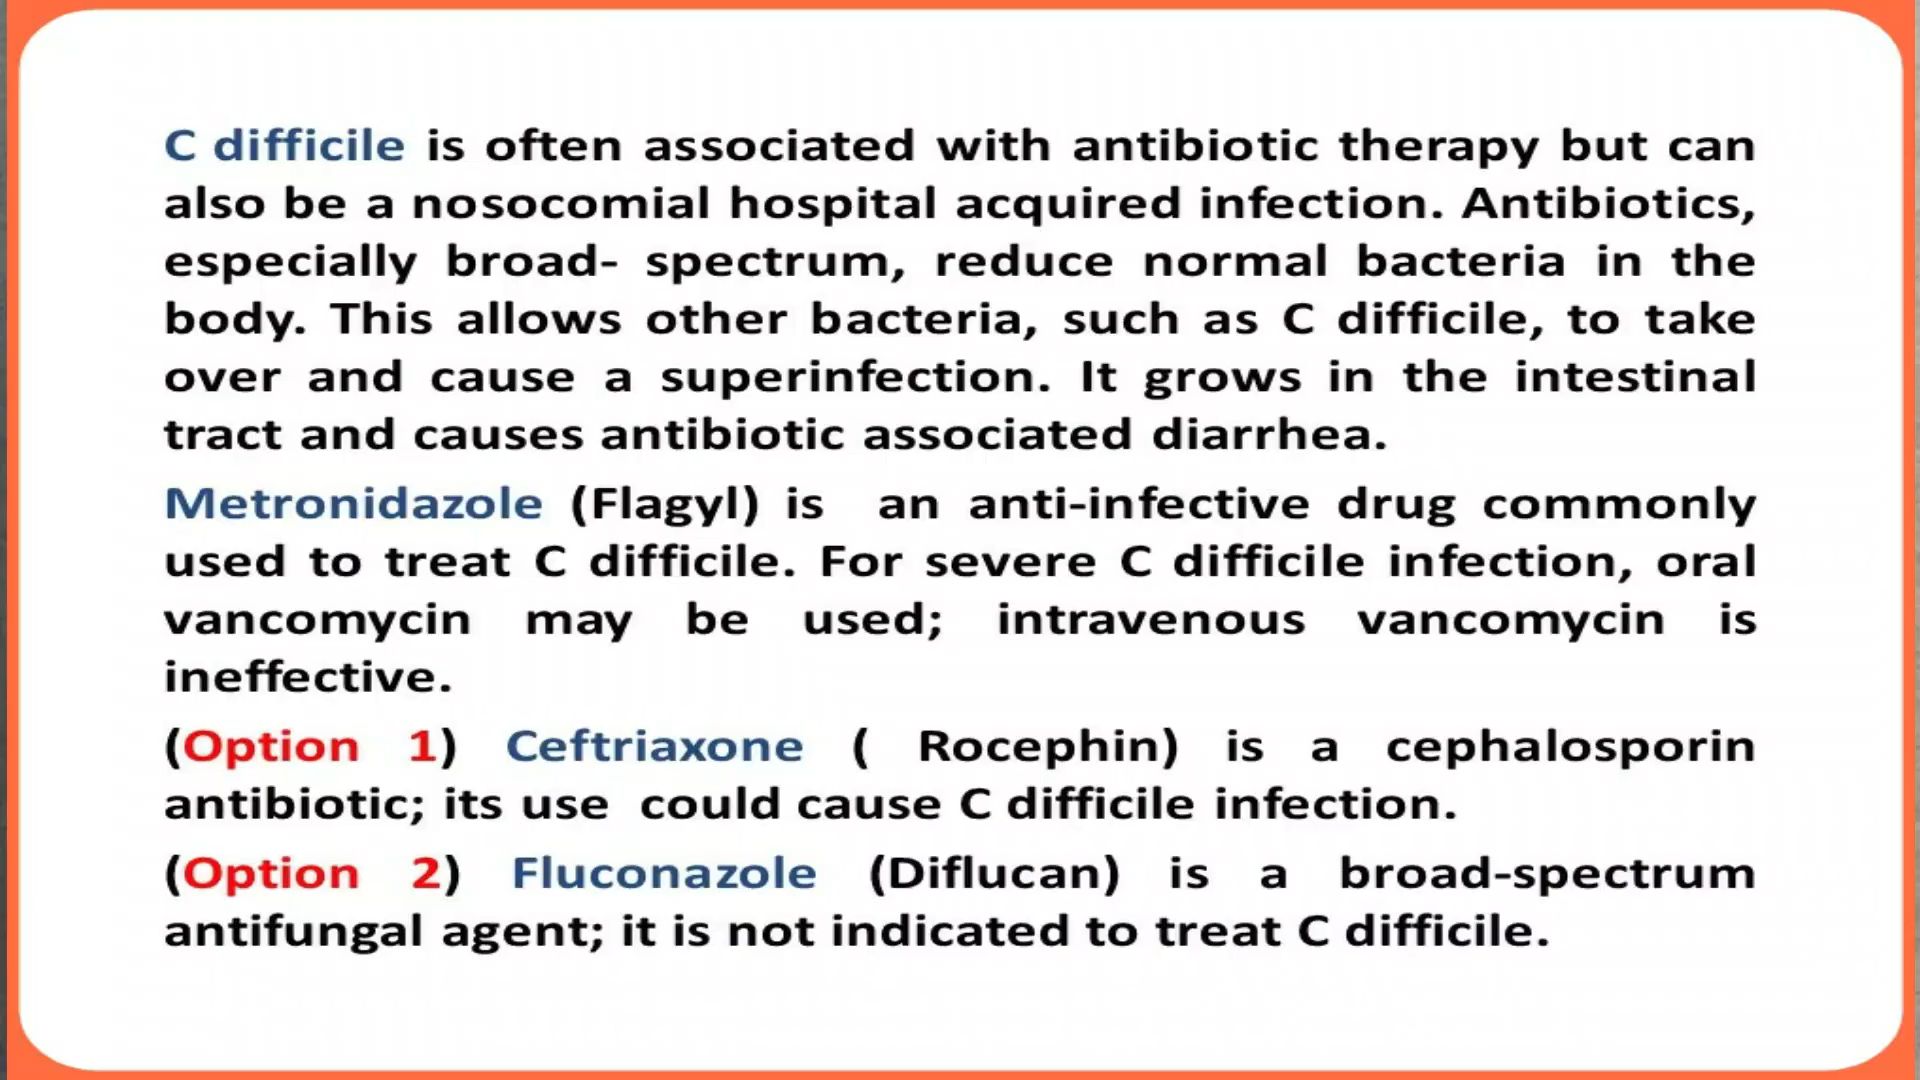 C difficile is often associated with antibiotic therapy but can
also be a nosocomial hospital acquired infection. Antibiotics,
especially broad- spectrum, reduce normal bacteria in the
body. This allows other bacteria, such as C difficile, to take
over and cause a superinfection. It grows in the intestinal
tract and causes antibiotic associated diarrhea.
Metronidazole (Flagyl) is an anti-infective drug commonly
used to treat C difficile. For severe C difficile infection, oral
vancomycin may be used; intravenous vancomycin is
ineffective.
(Option 1) Ceftriaxone ( Rocephin) is a cephalosporin
antibiotic; its use could cause C difficile infection.
(Option 2) Fluconazole (Diflucan) is a broad-spectrum
antifungal agent; it is not indicated to treat C difficile.